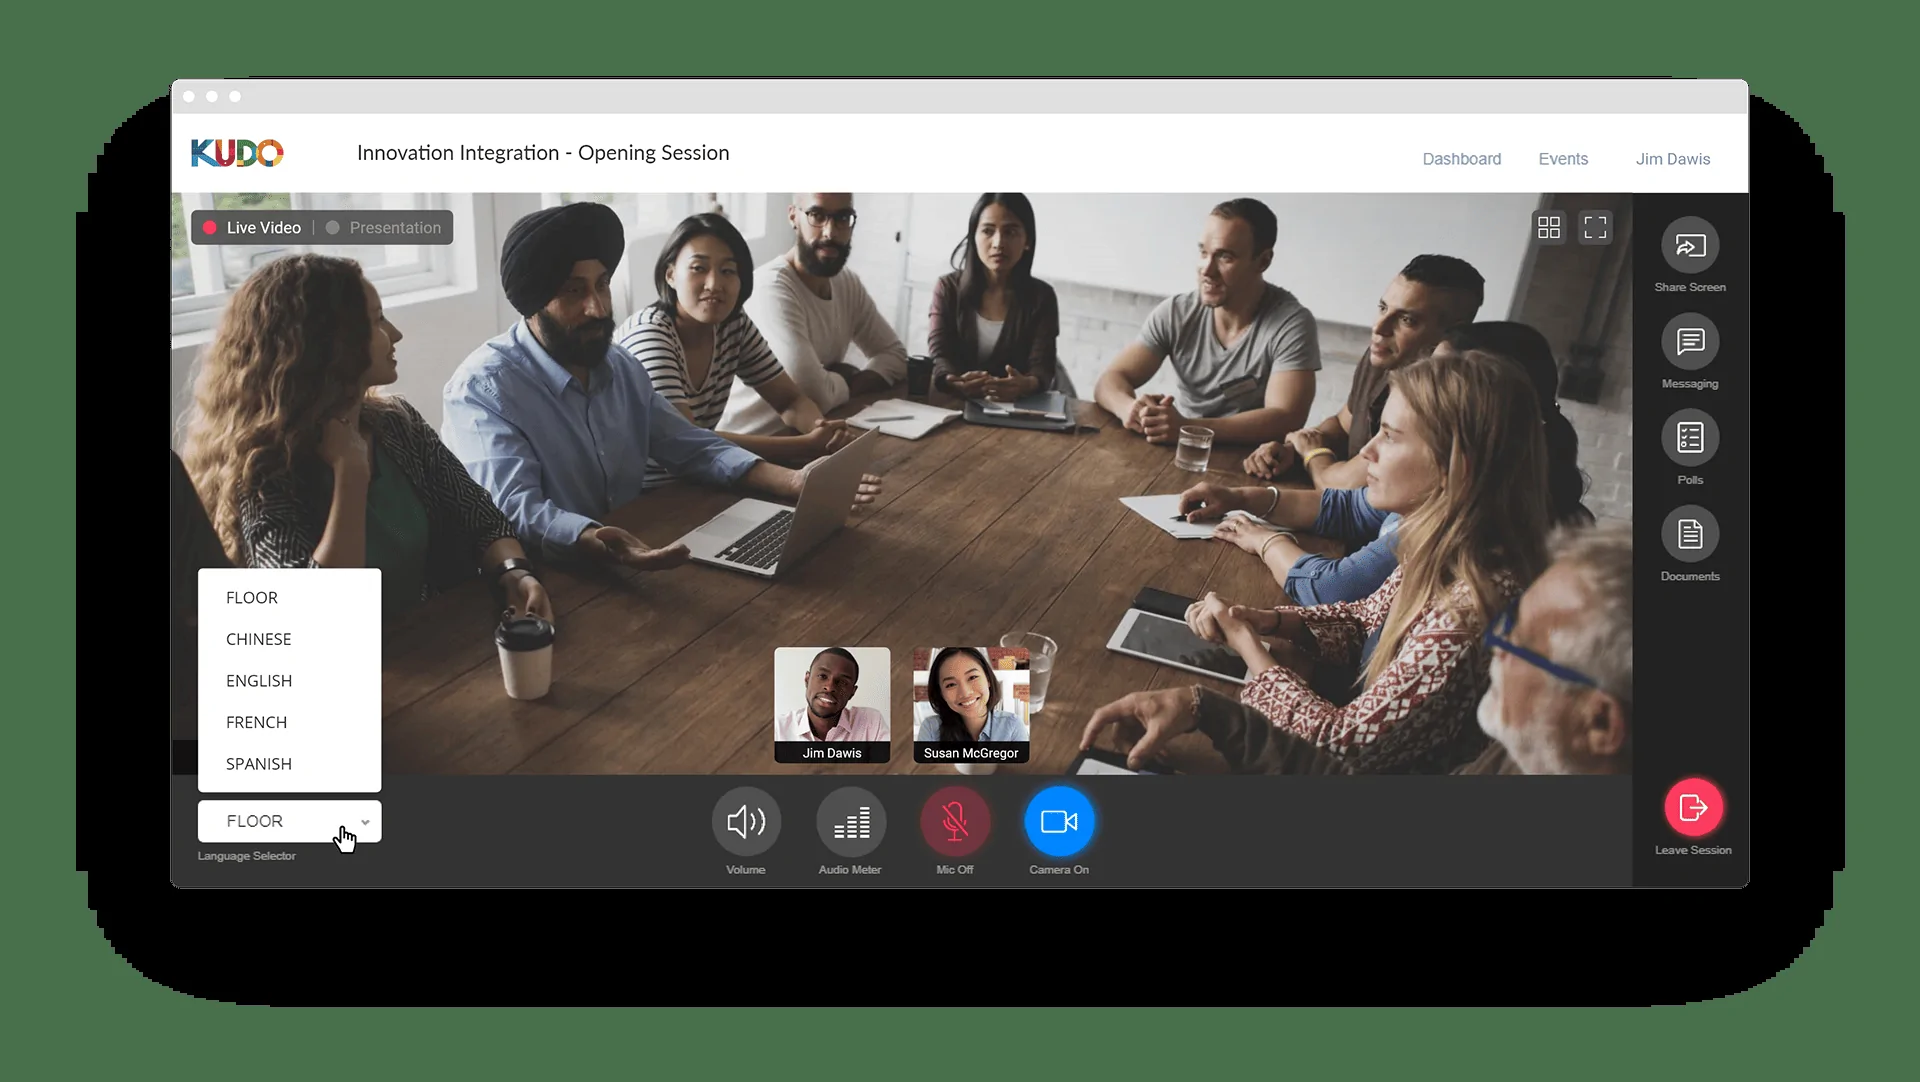 KUDO
Innovation Integration - Opening Session
Dashboard
Events
Jim Dawis
Live Video
Presentation
Share Screen
Messaging
Polls
Documents
FLOOR
CHINESE
ENGLISH
FRENCH
SPANISH
Jim Dawis
Susan McGregor
FLOOR
Language Selector
Volume
Audio Meter
Mic Off
Camera On
Leave Session